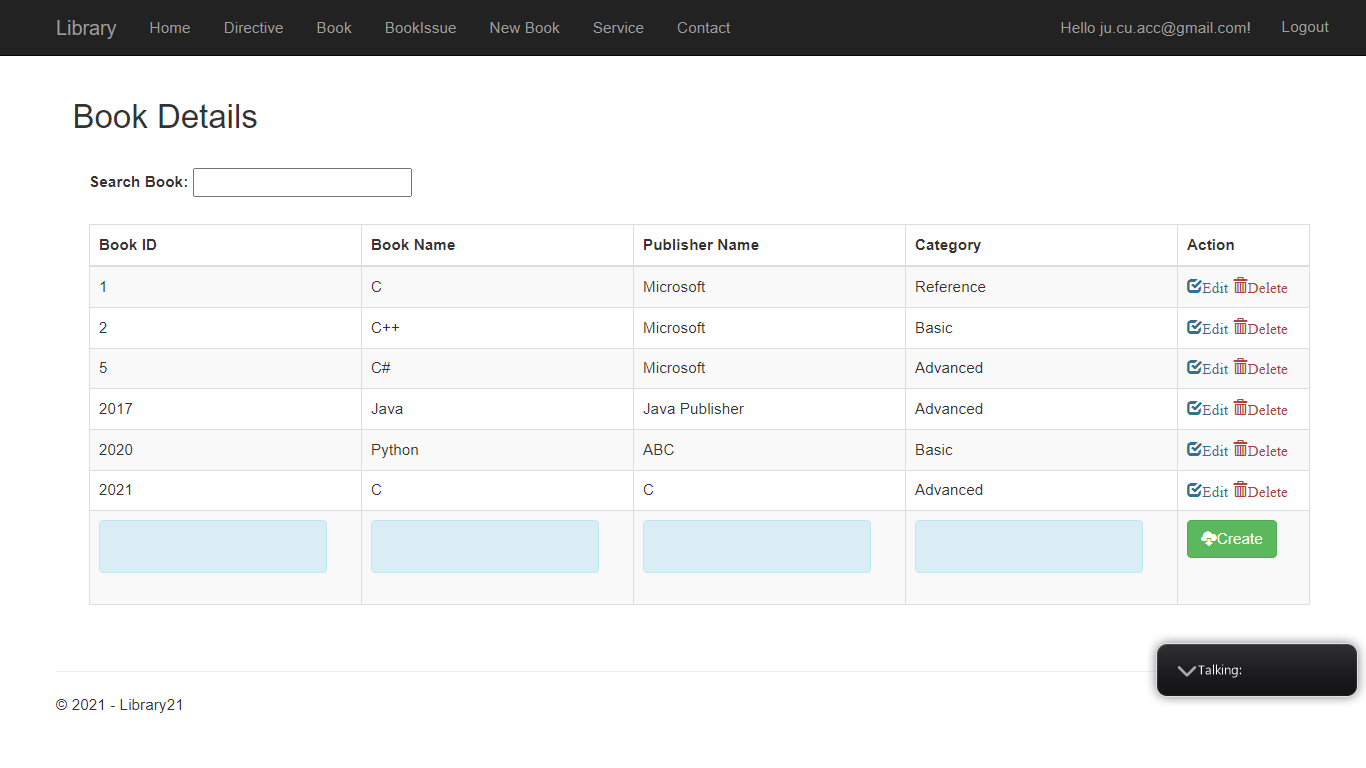 Library Home Directive Book BookIssue New Book Service Contact Hello ju.cu.acc@gmail.com! Logout
Book Details
Search Book:
Book ID Book Name Publisher Name Category Action
1 C Microsoft Reference Edit Delete
2 C++ Microsoft Basic Edit Delete
5 C# Microsoft Advanced Edit Delete
2017 Java Java Publisher Advanced Edit Delete
2020 Python ABC Basic Edit Delete
2021 C C Advanced Edit Delete
Create
Talking:
© 2021 - Library21